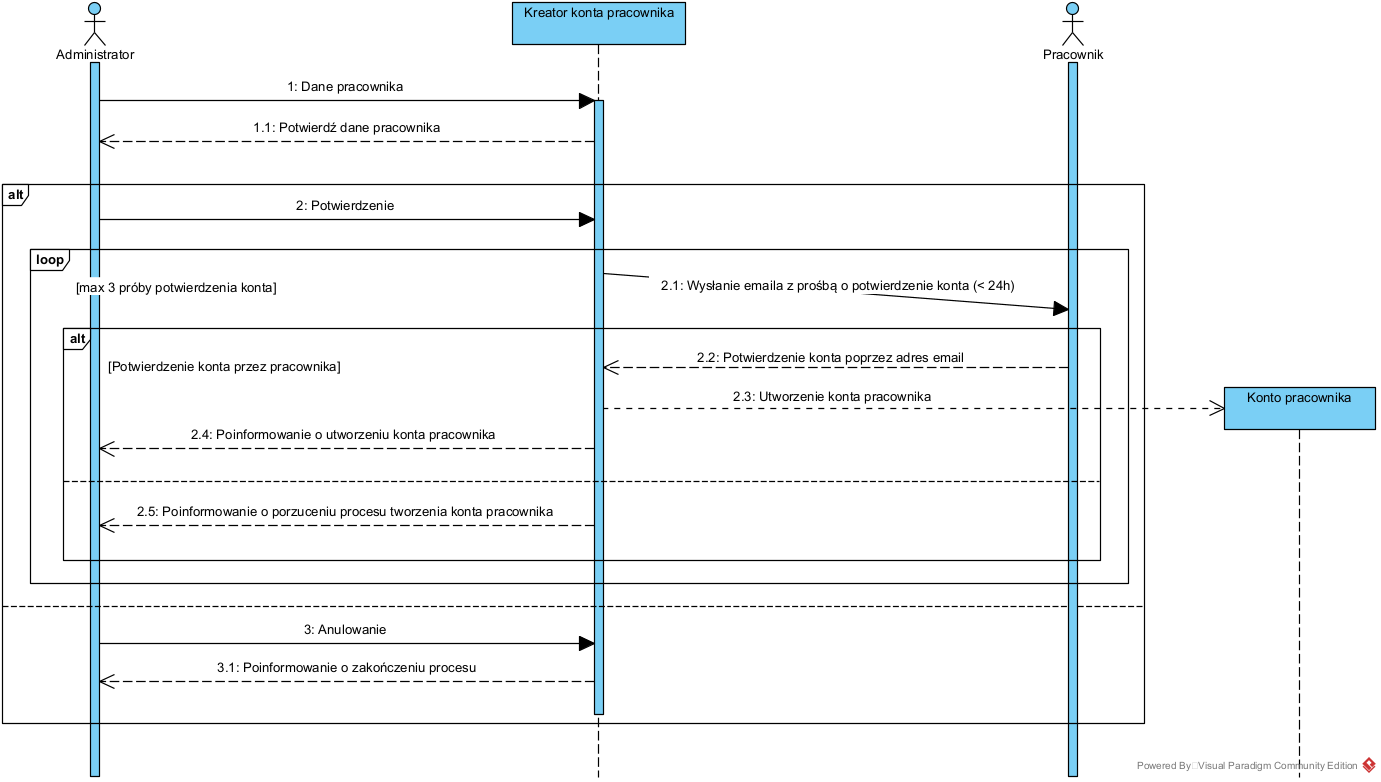 Kreator konta pracownika
Administrator
Pracownik
1: Dane pracownika
1.1: Potwierdź dane pracownika
alt
2: Potwierdzenie
loop
[max 3 próby potwierdzenia konta]
2.1: Wysłanie emaila z prośbą o potwierdzenie konta (< 24h)
alt
[Potwierdzenie konta przez pracownika]
2.2: Potwierdzenie konta poprzez adres email
2.3: Utworzenie konta pracownika
Konto pracownika
2.4: Poinformowanie o utworzeniu konta pracownika
2.5: Poinformowanie o porzuceniu procesu tworzenia konta pracownika
3: Anulowanie
3.1: Poinformowanie o zakończeniu procesu
Powered By Visual Paradigm Community Edition